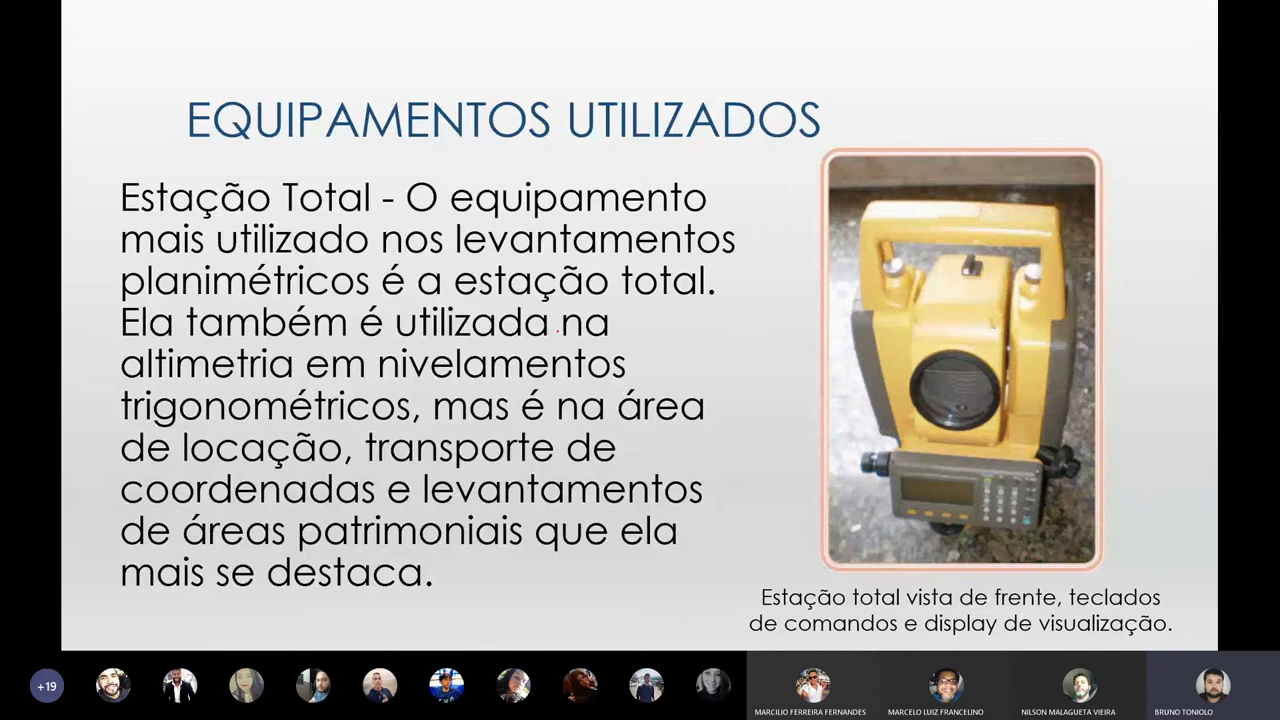 EQUIPAMENTOS UTILIZADOS
Estação Total - O equipamento
mais utilizado nos levantamentos
planimétricos é a estação total.
Ela também é utilizada na
altimetria em nivelamentos
trigonométricos, mas é na área
de locação, transporte de
coordenadas e levantamentos
de áreas patrimoniais que ela
mais se destaca.
Estação total vista de frente, teclados
de comandos e display de visualização.
+19
MARCILIO FERREIRA FERNANDES
MARCELO LUIZ FRANCELINO
NILSON MALAGUETA VIEIRA
BRUNO TONIOLO